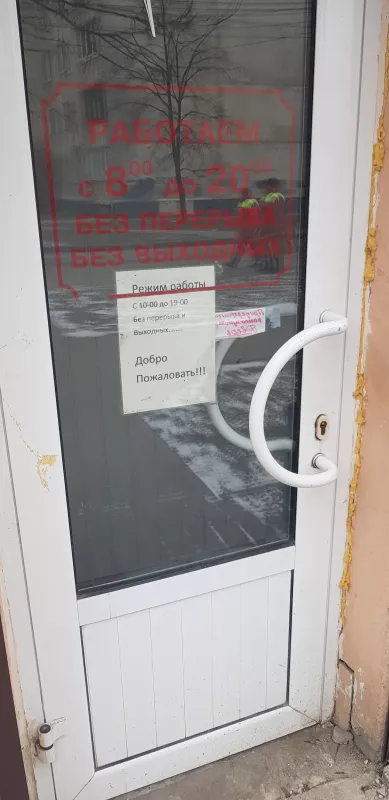 РАБОТАЕМ
с 8⁰⁰ до 20⁰⁰
БЕЗ ПЕРЕРЫВА
БЕЗ ВЫХОДНЫХ
Режим работы
С 10-00 до 19-00
Без перерыва и
Выходных.....
Добро
Пожаловать!!!